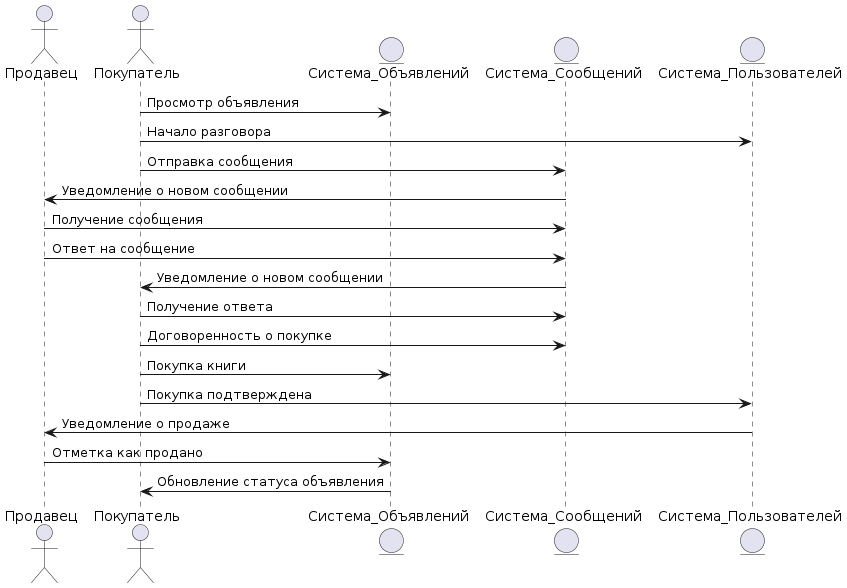 Продавец
Покупатель
Система_Объявлений
Система_Сообщений
Система_Пользователей
Просмотр объявления
Начало разговора
Отправка сообщения
Уведомление о новом сообщении
Получение сообщения
Ответ на сообщение
Уведомление о новом сообщении
Получение ответа
Договоренность о покупке
Покупка книги
Покупка подтверждена
Уведомление о продаже
Отметка как продано
Обновление статуса объявления
Продавец
Покупатель
Система_Объявлений
Система_Сообщений
Система_Пользователей